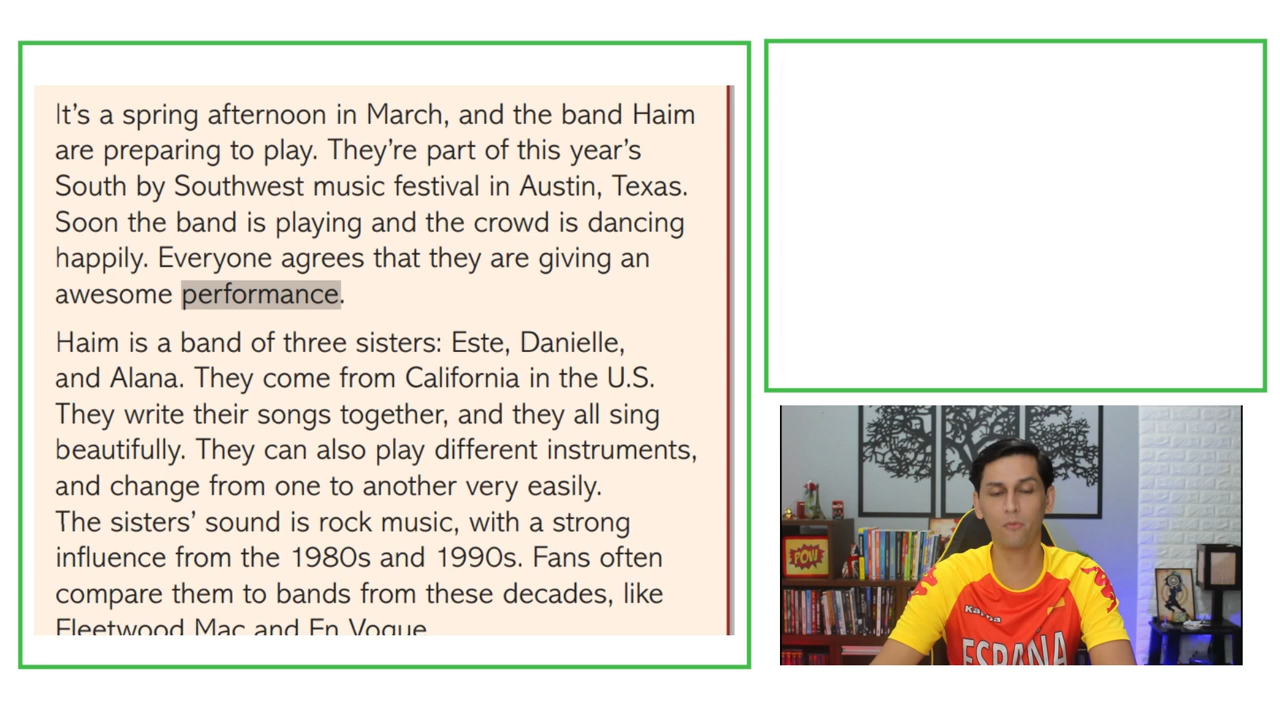 It's a spring afternoon in March, and the band Haim
are preparing to play. They're part of this year's
South by Southwest music festival in Austin, Texas.
Soon the band is playing and the crowd is dancing
happily. Everyone agrees that they are giving an
awesome performance.
Haim is a band of three sisters: Este, Danielle,
and Alana. They come from California in the U.S.
They write their songs together, and they all sing
beautifully. They can also play different instruments,
and change from one to another very easily.
The sisters' sound is rock music, with a strong
influence from the 1980s and 1990s. Fans often
compare them to bands from these decades, like
Fleetwood Mac and En Vogue
POW
Kappa
ESPAÑA